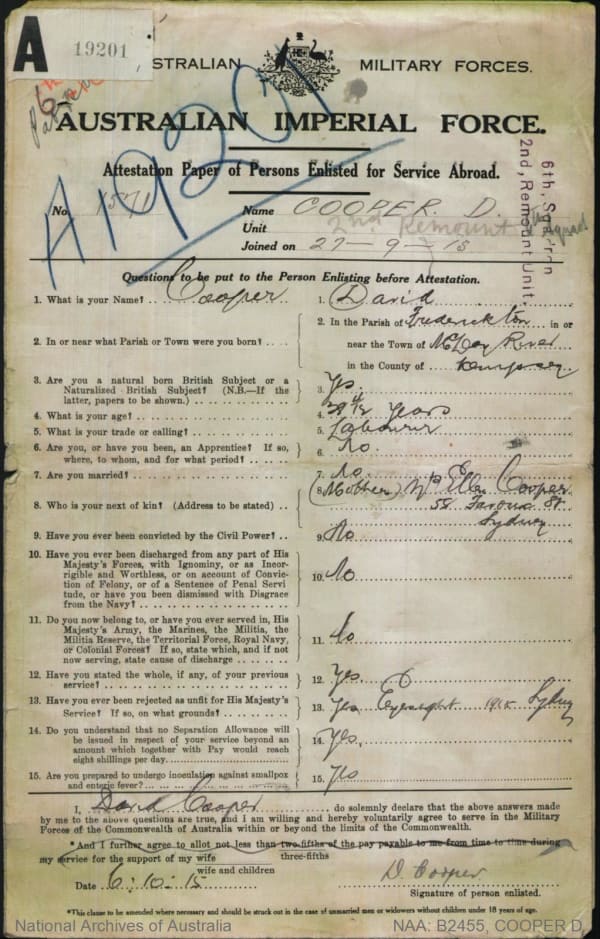 A 19201
AUSTRALIAN MILITARY FORCES.
A19201
AUSTRALIAN IMPERIAL FORCE.
Attestation Paper of Persons Enlisted for Service Abroad.
6th, Squadron
2nd, Remount Unit.
No. 1571 Name COOPER. D.
Unit 2nd Remount
Joined on 27-9-15
Questions to be put to the Person Enlisting before Attestation.
1. What is your Name? .. Cooper .. 1. David
2. In or near what Parish or Town were you born? .. 2. In the Parish of Frederickton in or
near the Town of McLay River
in the County of Kempsey
3. Are you a natural born British Subject or a
Naturalized British Subject? (N.B.—If the
latter, papers to be shown.) 3. Yes.
4. What is your age? 4. 38 4/12 years
5. What is your trade or calling? 5. Labourer
6. Are you, or have you been, an Apprentice? If so,
where, to whom, and for what period? 6. No.
7. Are you married? 7. No.
8. Who is your next of kin? (Address to be stated) .. 8. (Mother) Mrs Ellen Cooper
58 St.
Sydney
9. Have you ever been convicted by the Civil Power? .. 9. No
10. Have you ever been discharged from any part of His
Majesty's Forces, with Ignominy, or as Incor-
rigible and Worthless, or on account of Convic-
tion of Felony, or of a Sentence of Penal Servi
tude, or have you been dismissed with Disgrace
from the Navy? 10. No
11. Do you now belong to, or have you ever served in, His
Majesty's Army, the Marines, the Militia, the
Militia Reserve, the Territorial Force, Royal Navy,
or Colonial Forces? If so, state which, and if not
now serving, state cause of discharge 11. No
12. Have you stated the whole, if any, of your previous
service? 12. Yes
13. Have you ever been rejected as unfit for His Majesty's
Service? If so, on what grounds? 13. Yes Eyesight 1915 Sydney
14. Do you understand that no Separation Allowance will
be issued in respect of your service beyond an
amount which together with Pay would reach
eight shillings per day 14. Yes.
15. Are you prepared to undergo inoculation against smallpox
and enteric fever? 15. Yes
I, David Cooper do solemnly declare that the above answers made
by me to the above questions are true, and I am willing and hereby voluntarily agree to serve in the Military
Forces of the Commonwealth of Australia within or beyond the limits of the Commonwealth.
*And I further agree to allot not less than two-fifths of the pay payable to me from time to time during
three-fifths
my service for the support of my wife
wife and children
Date 6.10.15 D. Cooper
Signature of person enlisted.
*This clause to be amended where necessary and should be struck out in the case of unmarried men or widowers without children under 18 years of age.
National Archives of Australia NAA: B2455, COOPER D